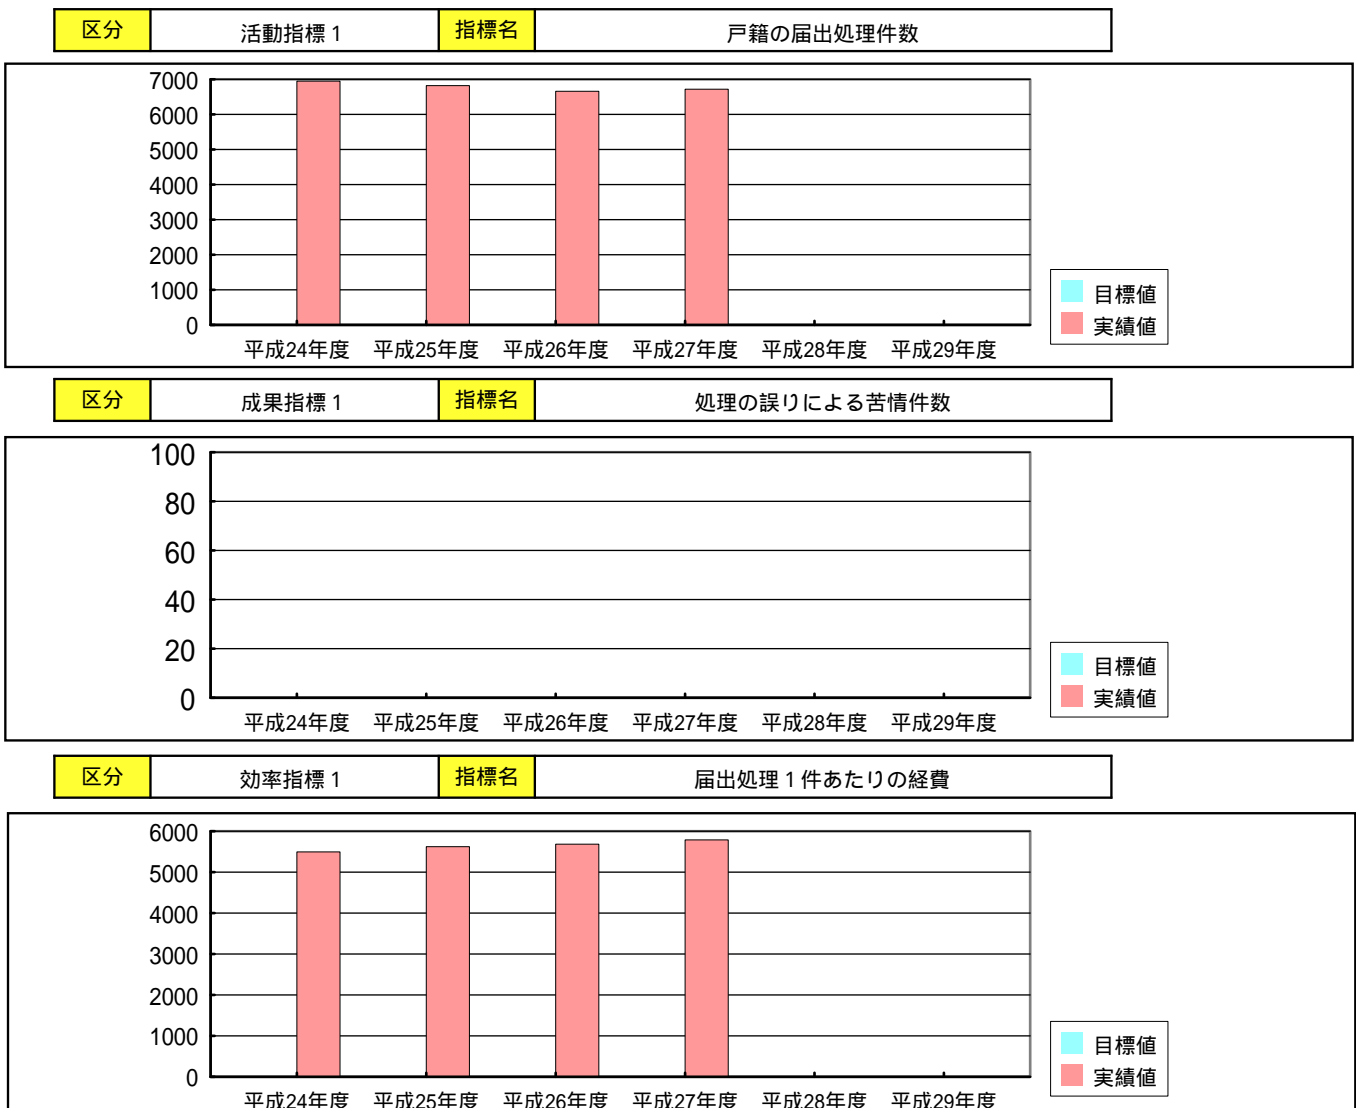 区分 活動指標１ 指標名 戸籍の届出処理件数
7000
6000
5000
4000
3000
2000
1000
0
平成24年度 平成25年度 平成26年度 平成27年度 平成28年度 平成29年度
目標値
実績値
区分 成果指標１ 指標名 処理の誤りによる苦情件数
100
80
60
40
20
0
平成24年度 平成25年度 平成26年度 平成27年度 平成28年度 平成29年度
目標値
実績値
区分 効率指標１ 指標名 届出処理１件あたりの経費
6000
5000
4000
3000
2000
1000
0
平成24年度 平成25年度 平成26年度 平成27年度 平成28年度 平成29年度
目標値
実績値